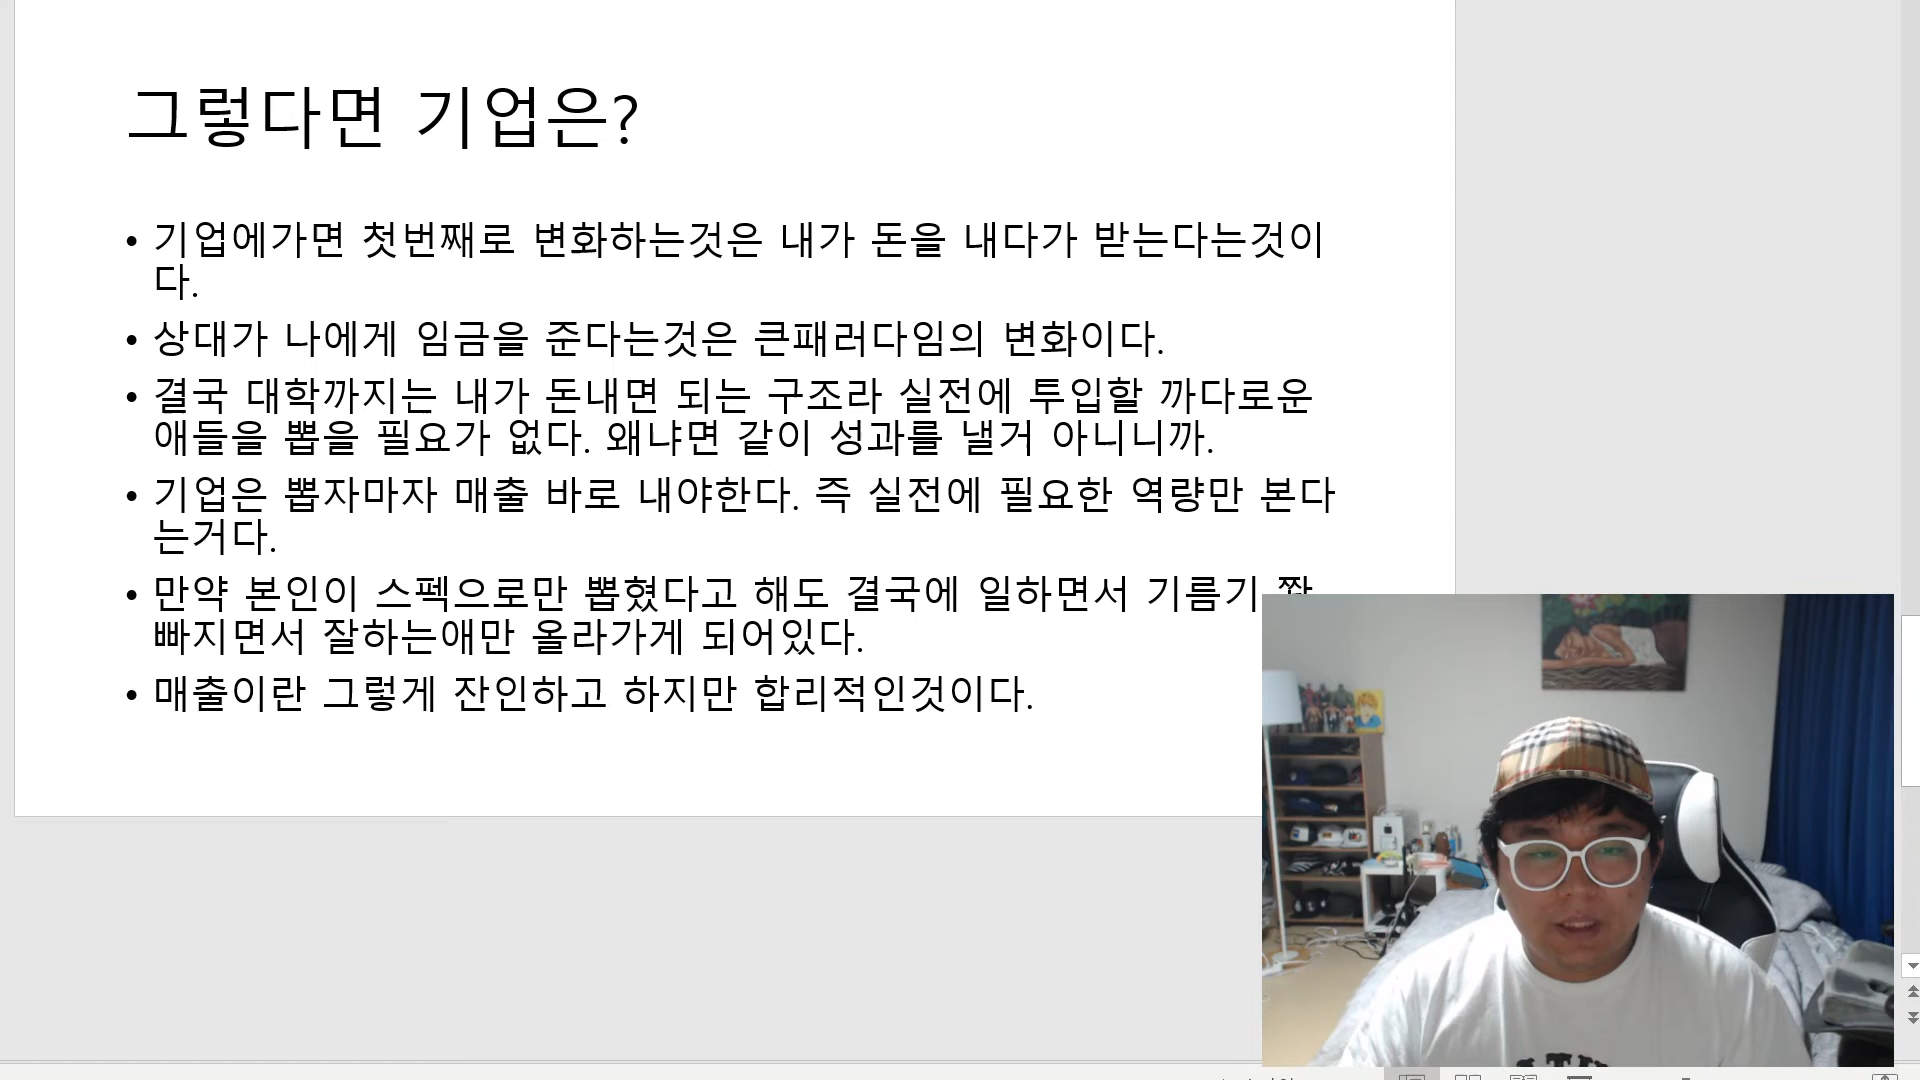 그렇다면 기업은?
• 기업에가면 첫번째로 변화하는것은 내가 돈을 내다가 받는다는것이
다.
• 상대가 나에게 임금을 준다는것은 큰패러다임의 변화이다.
• 결국 대학까지는 내가 돈내면 되는 구조라 실전에 투입할 까다로운
애들을 뽑을 필요가 없다. 왜냐면 같이 성과를 낼거 아니니까.
• 기업은 뽑자마자 매출 바로 내야한다. 즉 실전에 필요한 역량만 본다
는거다.
• 만약 본인이 스펙으로만 뽑혔다고 해도 결국에 일하면서 기름기
빠지면서 잘하는애만 올라가게 되어있다.
• 매출이란 그렇게 잔인하고 하지만 합리적인것이다.